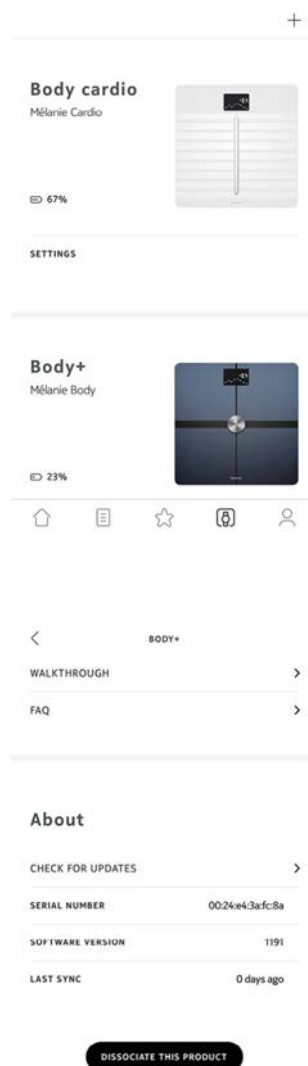 Body cardio
Mélanie Cardio
67%
SETTINGS
Body+
Mélanie Body
23%
BODY+
WALKTHROUGH
FAQ
About
CHECK FOR UPDATES
SERIAL NUMBER 00:24:e4:3a:fc:8a
SOFTWARE VERSION 1191
LAST SYNC 0 days ago
DISSOCIATE THIS PRODUCT